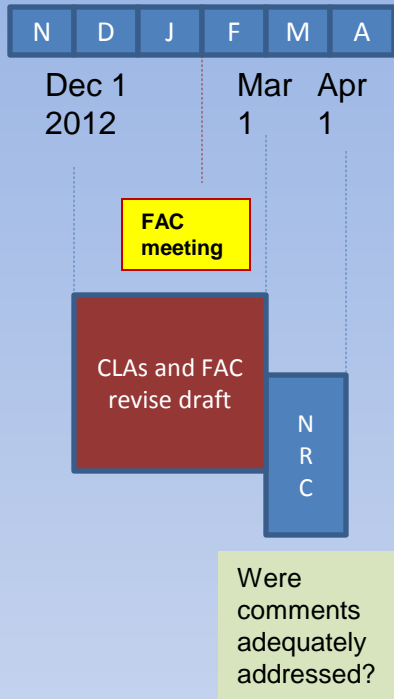 N D J F M A
Dec 1 Mar Apr
2012 1 1
FAC
meeting
CLAs and FAC
revise draft
N
R
C
Were
comments
adequately
addressed?